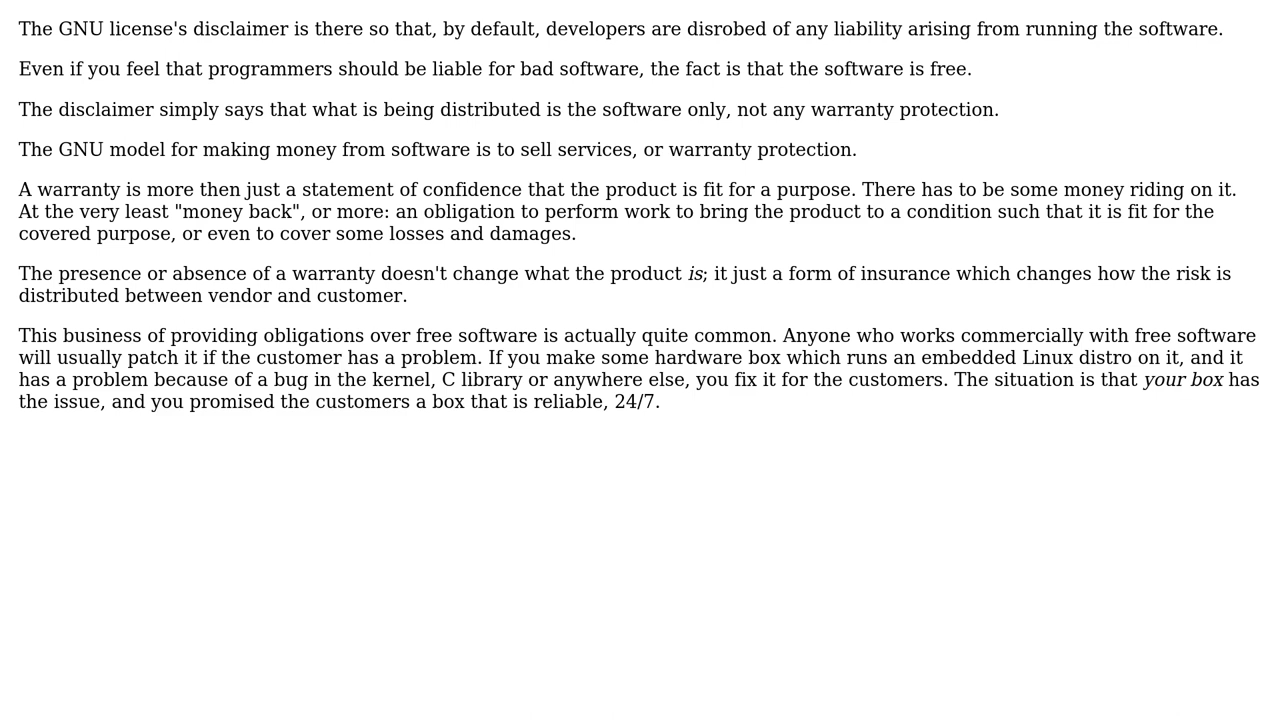 The GNU license's disclaimer is there so that, by default, developers are disrobed of any liability arising from running the software.
Even if you feel that programmers should be liable for bad software, the fact is that the software is free.
The disclaimer simply says that what is being distributed is the software only, not any warranty protection.
The GNU model for making money from software is to sell services, or warranty protection.
A warranty is more then just a statement of confidence that the product is fit for a purpose. There has to be some money riding on it.
At the very least "money back", or more: an obligation to perform work to bring the product to a condition such that it is fit for the
covered purpose, or even to cover some losses and damages.
The presence or absence of a warranty doesn't change what the product is; it just a form of insurance which changes how the risk is
distributed between vendor and customer.
This business of providing obligations over free software is actually quite common. Anyone who works commercially with free software
will usually patch it if the customer has a problem. If you make some hardware box which runs an embedded Linux distro on it, and it
has a problem because of a bug in the kernel, C library or anywhere else, you fix it for the customers. The situation is that your box has
the issue, and you promised the customers a box that is reliable, 24/7.